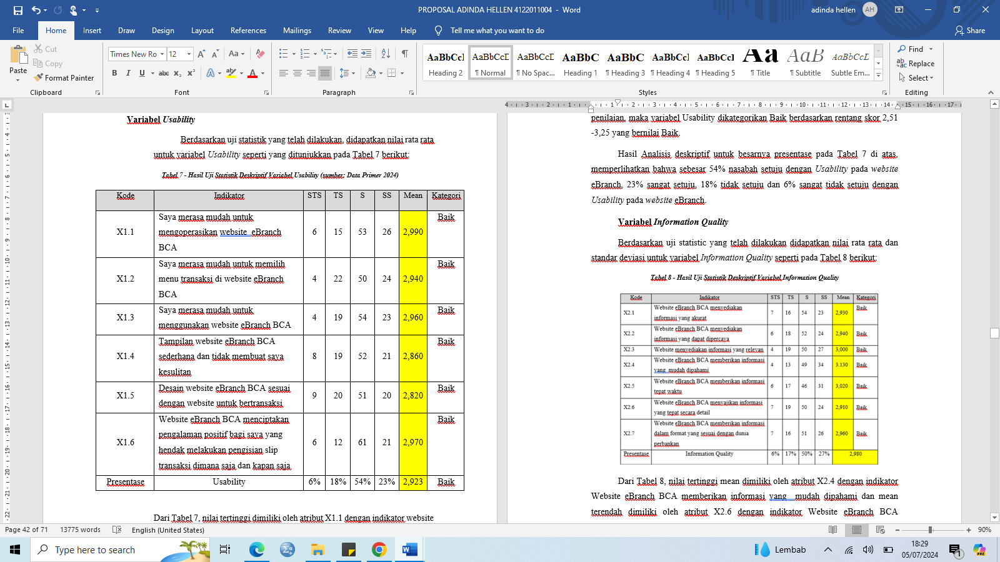 PROPOSAL ADINDA HELLEN 4122011004 - Word
adinda hellen
AH
File Home Insert Draw Design Layout References Mailings Review View Help Tell me what you want to do Share
Paste
Cut
Copy
Format Painter
Clipboard
Times New Ro 12
Font
Paragraph
AaBbCcI AaBbCcD AaBbCcD AaBbC AaBbC AaBbCcI AaBbCcI Aa AaB AaBbCcD
Heading 2 ¶ Normal ¶ No Spac... Heading 1 ¶ Heading 3 ¶ Heading 4 ¶ Heading 5 ¶ Title ¶ Subtitle Subtle Em...
Styles
Find
Replace
Select
Editing
Variabel Usability
Berdasarkan uji statistik yang telah dilakukan, didapatkan nilai rata rata
untuk variabel Usability seperti yang ditunjukkan pada Tabel 7 berikut:
Tabel 7 - Hasil Uji Statistik Deskriptif Variabel Usability (sumber: Data Primer 2024)
Kode Indikator STS TS S SS Mean Kategori
X1.1 Saya merasa mudah untuk
mengoperasikan website eBranch
BCA 6 15 53 26 2,990 Baik
X1.2 Saya merasa mudah untuk memilih
menu transaksi di website eBranch
BCA 4 22 50 24 2,940 Baik
X1.3 Saya merasa mudah untuk
menggunakan website eBranch BCA 4 19 54 23 2,960 Baik
X1.4 Tampilan website eBranch BCA
sederhana dan tidak membuat saya
kesulitan 8 19 52 21 2,860 Baik
X1.5 Desain website eBranch BCA sesuai
dengan website untuk bertransaksi 9 20 51 20 2,820 Baik
X1.6 Website eBranch BCA menciptakan
pengalaman positif bagi saya yang
hendak melakukan pengisian slip
transaksi dimana saja dan kapan saja 6 12 61 21 2,970 Baik
Presentase Usability 6% 18% 54% 23% 2,923 Baik
Dari Tabel 7, nilai tertinggi dimiliki oleh atribut X1.1 dengan indikator website
penilaian, maka variabel Usability dikategorikan Baik berdasarkan rentang skor 2,51
-3,25 yang bernilai Baik.
Hasil Analisis deskriptif untuk besarnya presentase pada Tabel 7 di atas,
memperlihatkan bahwa sebesar 54% nasabah setuju dengan Usability pada website
eBranch, 23% sangat setuju, 18% tidak setuju dan 6% sangat tidak setuju dengan
Usability pada website eBranch.
Variabel Information Quality
Berdasarkan uji statistic yang telah dilakukan didapatkan nilai rata rata dan
standar deviasi untuk variabel Information Quality seperti pada Tabel 8 berikut:
Tabel 8 - Hasil Uji Statistik Deskriptif Variabel Information Quality
Kode Indikator STS TS S SS Mean Kategori
X2.1 Website eBranch BCA menyediakan
informasi yang akurat 7 16 54 23 2,930 Baik
X2.2 Website eBranch BCA menyediakan
informasi yang dapat dipercaya 6 18 52 24 2,940 Baik
X2.3 Website menyediakan informasi yang relevan 4 19 50 27 3,000 Baik
X2.4 Website eBranch BCA memberikan informasi
yang mudah dipahami 4 13 49 34 3.130 Baik
X2.5 Website eBranch BCA memberikan informasi
tepat waktu 6 17 46 31 3,020 Baik
X2.6 Website eBranch BCA menyajikan informasi
yang tepat secara detail 7 19 50 24 2,910 Baik
X2.7 Website eBranch BCA memberikan informasi
dalam format yang sesuai dengan dunia
perbankan 7 16 51 26 2,960 Baik
Presentase Information Quality 6% 17% 50% 27% 2,980
Dari Tabel 8, nilai tertinggi mean dimiliki oleh atribut X2.4 dengan indikator
Website eBranch BCA memberikan informasi yang mudah dipahami dan mean
terendah dimiliki oleh atribut X2.6 dengan indikator Website eBranch BCA
Page 42 of 71 13775 words English (United States) 90%
Type here to search
Lembab
18:29
05/07/2024
1
PRE